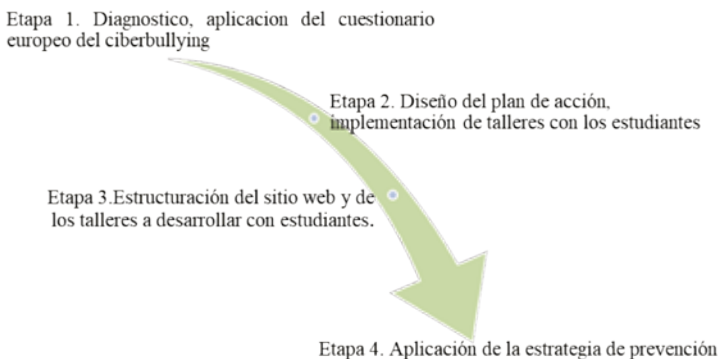 Etapa 1. Diagnostico, aplicacion del cuestionario
europeo del ciberbullying
Etapa 2. Diseño del plan de acción,
implementación de talleres con los estudiantes
Etapa 3.Estructuración del sitio web y de
los talleres a desarrollar con estudiantes.
Etapa 4. Aplicación de la estrategia de prevención